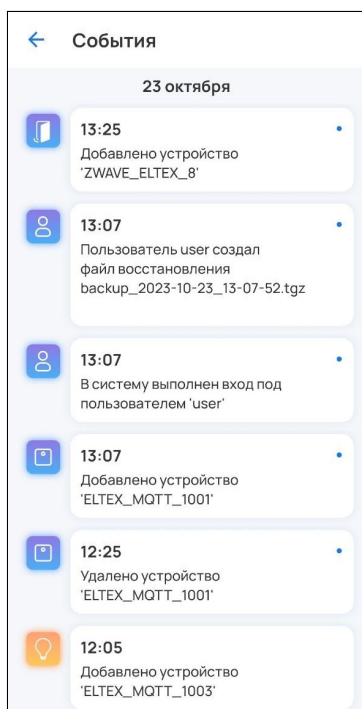 События
23 октября
13:25
Добавлено устройство
'ZWAVE_ELTEX_8'
13:07
Пользователь user создал
файл восстановления
backup_2023-10-23_13-07-52.tgz
13:07
В систему выполнен вход под
пользователем 'user'
13:07
Добавлено устройство
'ELTEX_MQTT_1001'
12:25
Удалено устройство
'ELTEX_MQTT_1001'
12:05
Добавлено устройство
'ELTEX_MQTT_1003'